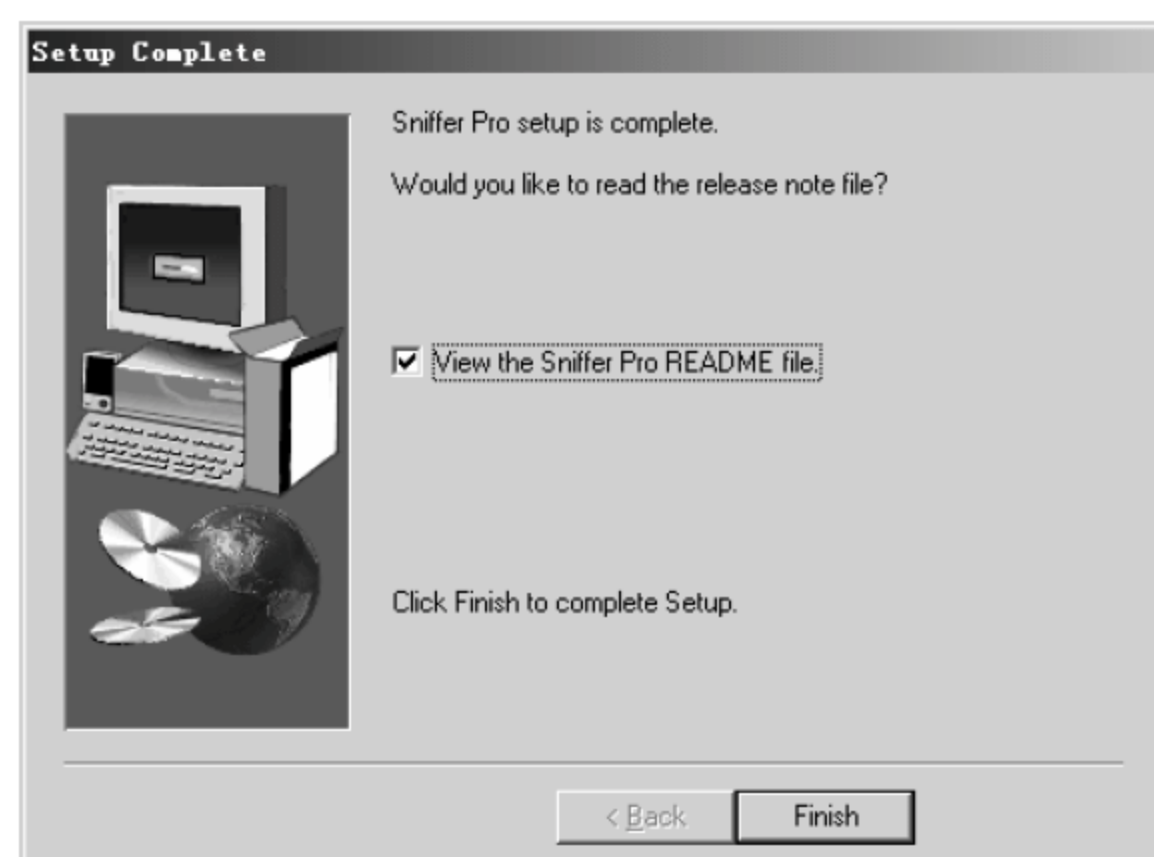 Setup Complete
Sniffer Pro setup is complete.
Would you like to read the release note file?
View the Sniffer Pro README file.
Click Finish to complete Setup.
< Back
Finish